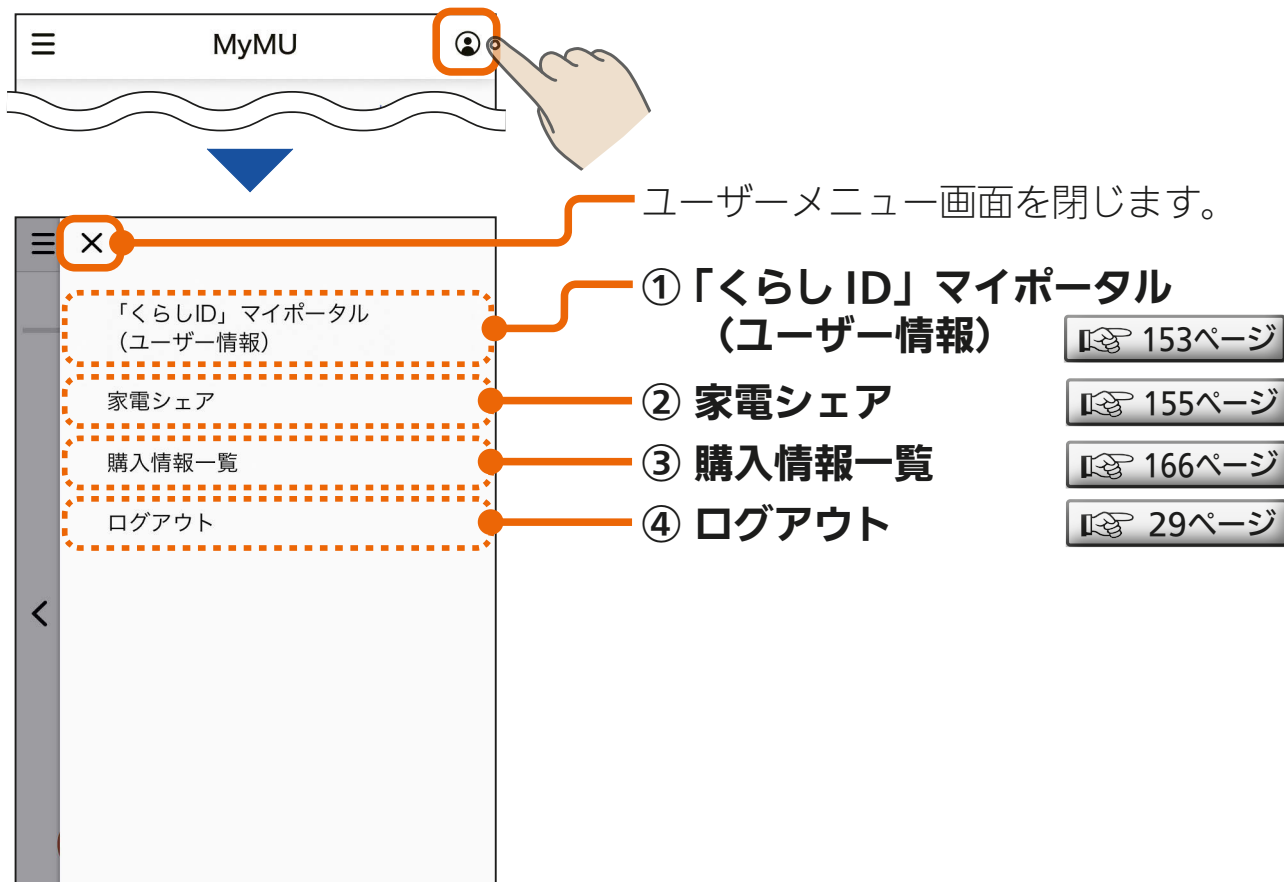 MyMU
ユーザーメニュー画面を閉じます。
「くらしID」マイポータル
（ユーザー情報）
家電シェア
購入情報一覧
ログアウト
①「くらし ID」マイポータル
（ユーザー情報） 153ページ
② 家電シェア 155ページ
③ 購入情報一覧 166ページ
④ ログアウト 29ページ